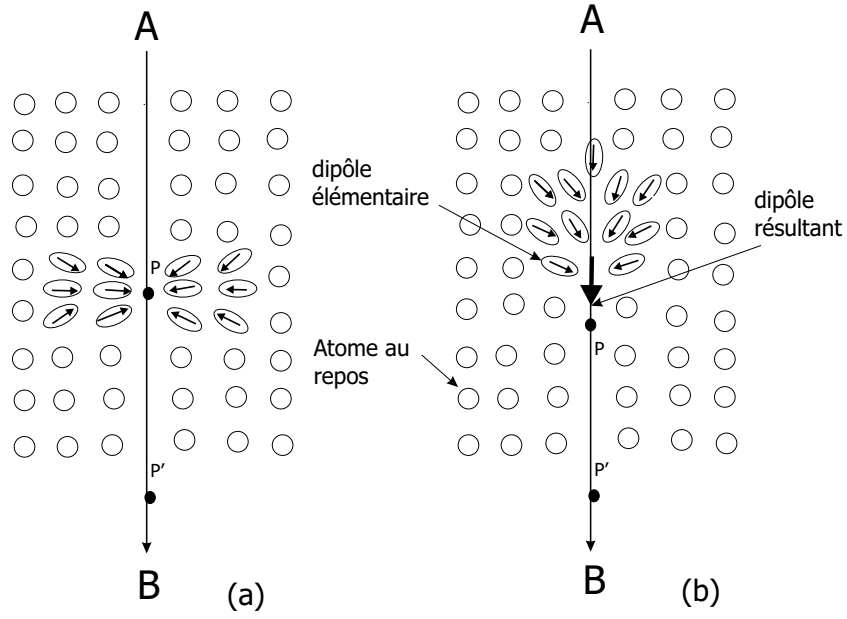 A
A
dipôle
élémentaire
dipôle
résultant
P
P
Atome au
repos
P'
P'
B
(a)
B
(b)